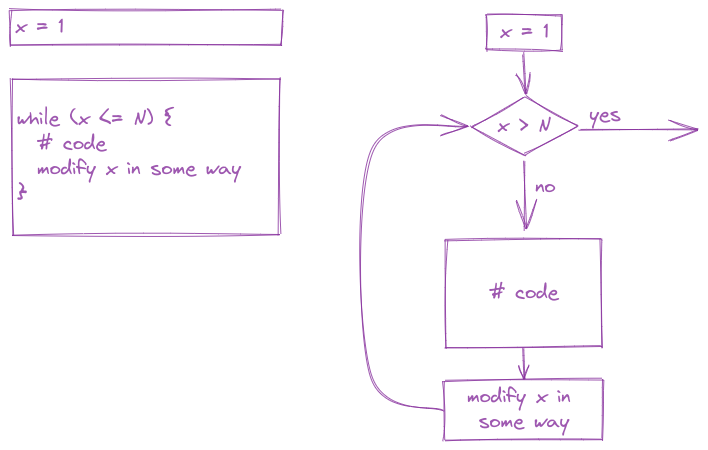 x = 1
while (x <= N) {
# code
modify x in some way
}
x = 1
x > N
yes
no
# code
modify x in
some way